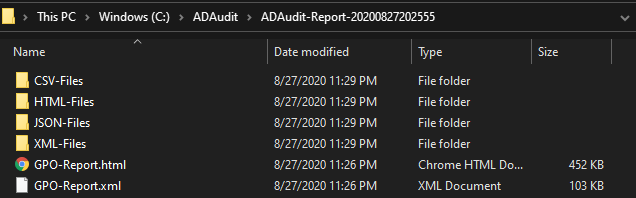 This PC > Windows (C:) > ADAudit > ADAudit-Report-20200827202555
Name Date modified Type Size
CSV-Files 8/27/2020 11:29 PM File folder
HTML-Files 8/27/2020 11:29 PM File folder
JSON-Files 8/27/2020 11:29 PM File folder
XML-Files 8/27/2020 11:29 PM File folder
GPO-Report.html 8/27/2020 11:26 PM Chrome HTML Do... 452 KB
GPO-Report.xml 8/27/2020 11:26 PM XML Document 103 KB